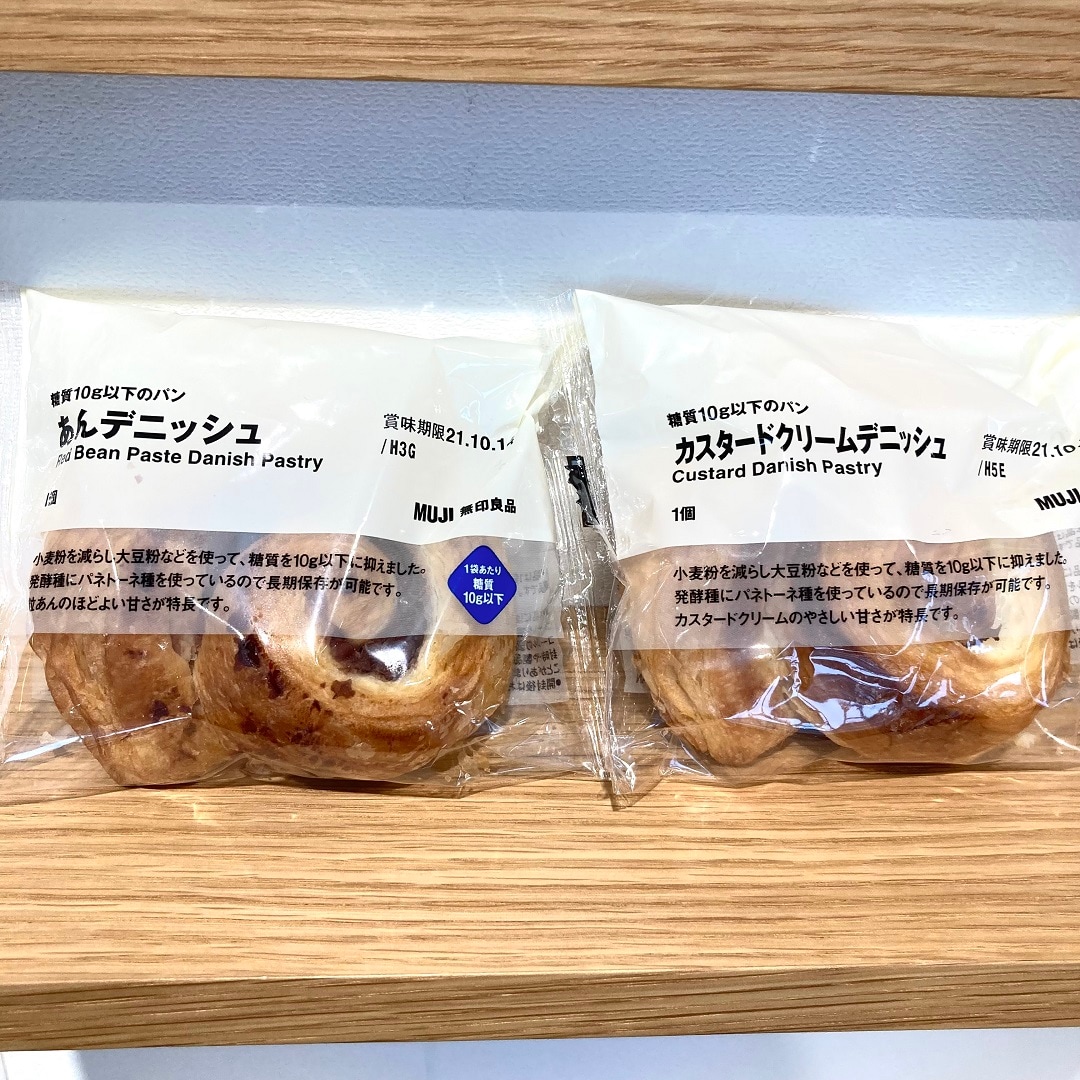 糖質10g以下のパン
あんデニッシュ
Red Bean Paste Danish Pastry
賞味期限21.10.14
/H3G
1個
MUJI 無印良品
小麦粉を減らし大豆粉などを使って、糖質を10g以下に抑えました。
発酵種にパネトーネ種を使っているので長期保存が可能です。
粒あんのほどよい甘さが特長です。
1袋あたり
糖質
10g以下
糖質10g以下のパン
カスタードクリームデニッシュ
Custard Danish Pastry
賞味期限21.10.
/H5E
1個
MUJI
小麦粉を減らし大豆粉などを使って、糖質を10g以下に抑えました。
発酵種にパネトーネ種を使っているので長期保存が可能です。
カスタードクリームのやさしい甘さが特長です。